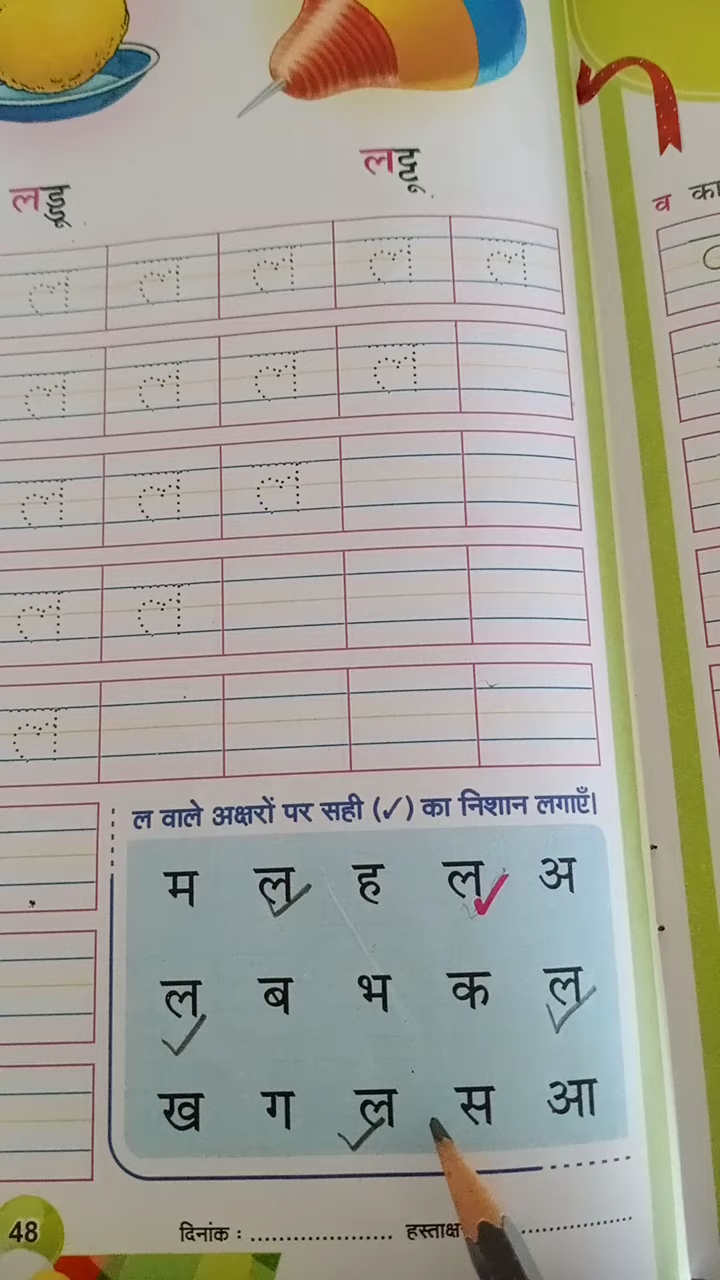 लड्डू लट्टू
व का
ल ल ल ल ल
ल ल ल ल
ल ल ल
ल ल
ल
ल वाले अक्षरों पर सही (✓) का निशान लगाएँ।
म ल ह ल अ
ल ब भ क ल
ख ग ल स आ
48 दिनांक : .................... हस्ताक्ष ....................